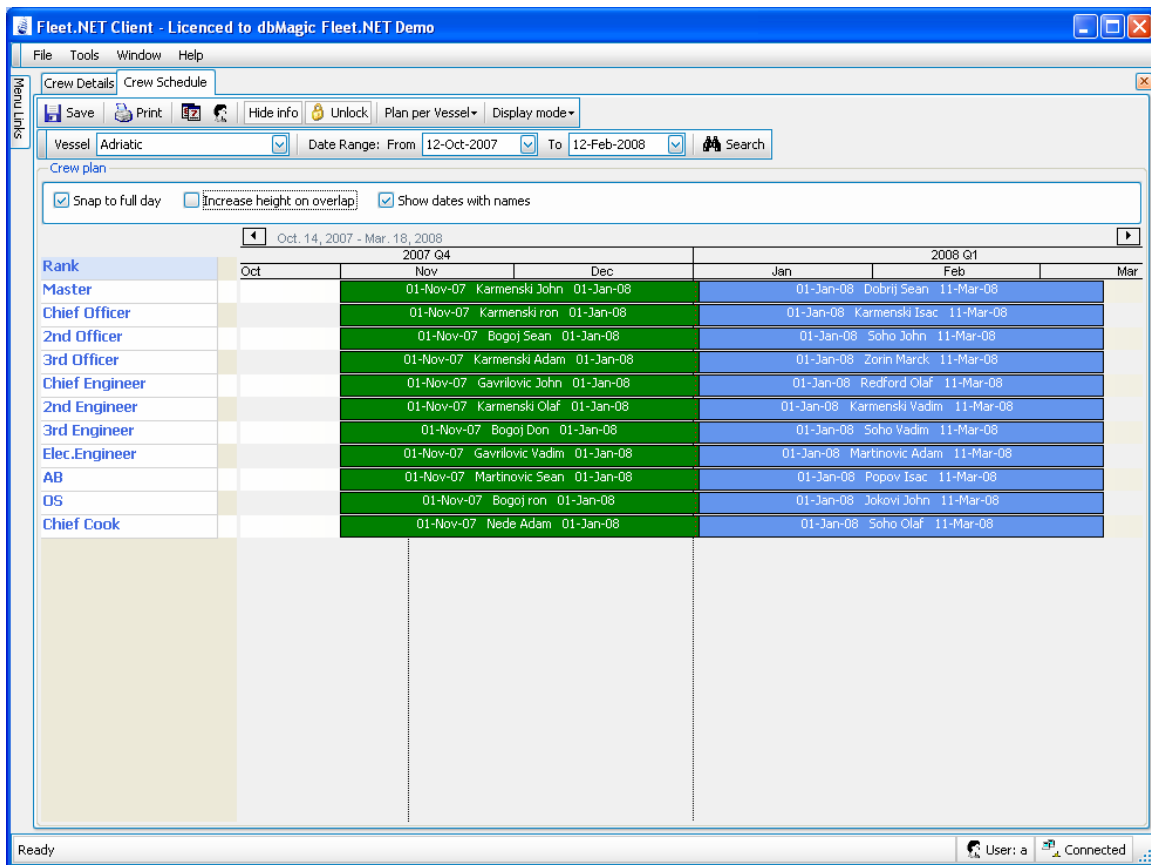 Fleet.NET Client - Licenced to dbMagic Fleet.NET Demo
File Tools Window Help
Menu Links
Crew Details Crew Schedule
Save Print Hide info Unlock Plan per Vessel Display mode
Vessel Adriatic Date Range: From 12-Oct-2007 To 12-Feb-2008 Search
Crew plan
Snap to full day Increase height on overlap Show dates with names
Oct. 14, 2007 - Mar. 18, 2008
2007 Q4 2008 Q1
Rank Oct Nov Dec Jan Feb Mar
Master 01-Nov-07 Karmenski John 01-Jan-08 01-Jan-08 Dobrij Sean 11-Mar-08
Chief Officer 01-Nov-07 Karmenski ron 01-Jan-08 01-Jan-08 Karmenski Isac 11-Mar-08
2nd Officer 01-Nov-07 Bogoj Sean 01-Jan-08 01-Jan-08 Soho John 11-Mar-08
3rd Officer 01-Nov-07 Karmenski Adam 01-Jan-08 01-Jan-08 Zorin Marck 11-Mar-08
Chief Engineer 01-Nov-07 Gavrilovic John 01-Jan-08 01-Jan-08 Redford Olaf 11-Mar-08
2nd Engineer 01-Nov-07 Karmenski Olaf 01-Jan-08 01-Jan-08 Karmenski Vadim 11-Mar-08
3rd Engineer 01-Nov-07 Bogoj Don 01-Jan-08 01-Jan-08 Soho Vadim 11-Mar-08
Elec.Engineer 01-Nov-07 Gavrilovic Vadim 01-Jan-08 01-Jan-08 Martinovic Adam 11-Mar-08
AB 01-Nov-07 Martinovic Sean 01-Jan-08 01-Jan-08 Popov Isac 11-Mar-08
OS 01-Nov-07 Bogoj ron 01-Jan-08 01-Jan-08 Jokovi John 11-Mar-08
Chief Cook 01-Nov-07 Nede Adam 01-Jan-08 01-Jan-08 Soho Olaf 11-Mar-08
Ready User: a Connected